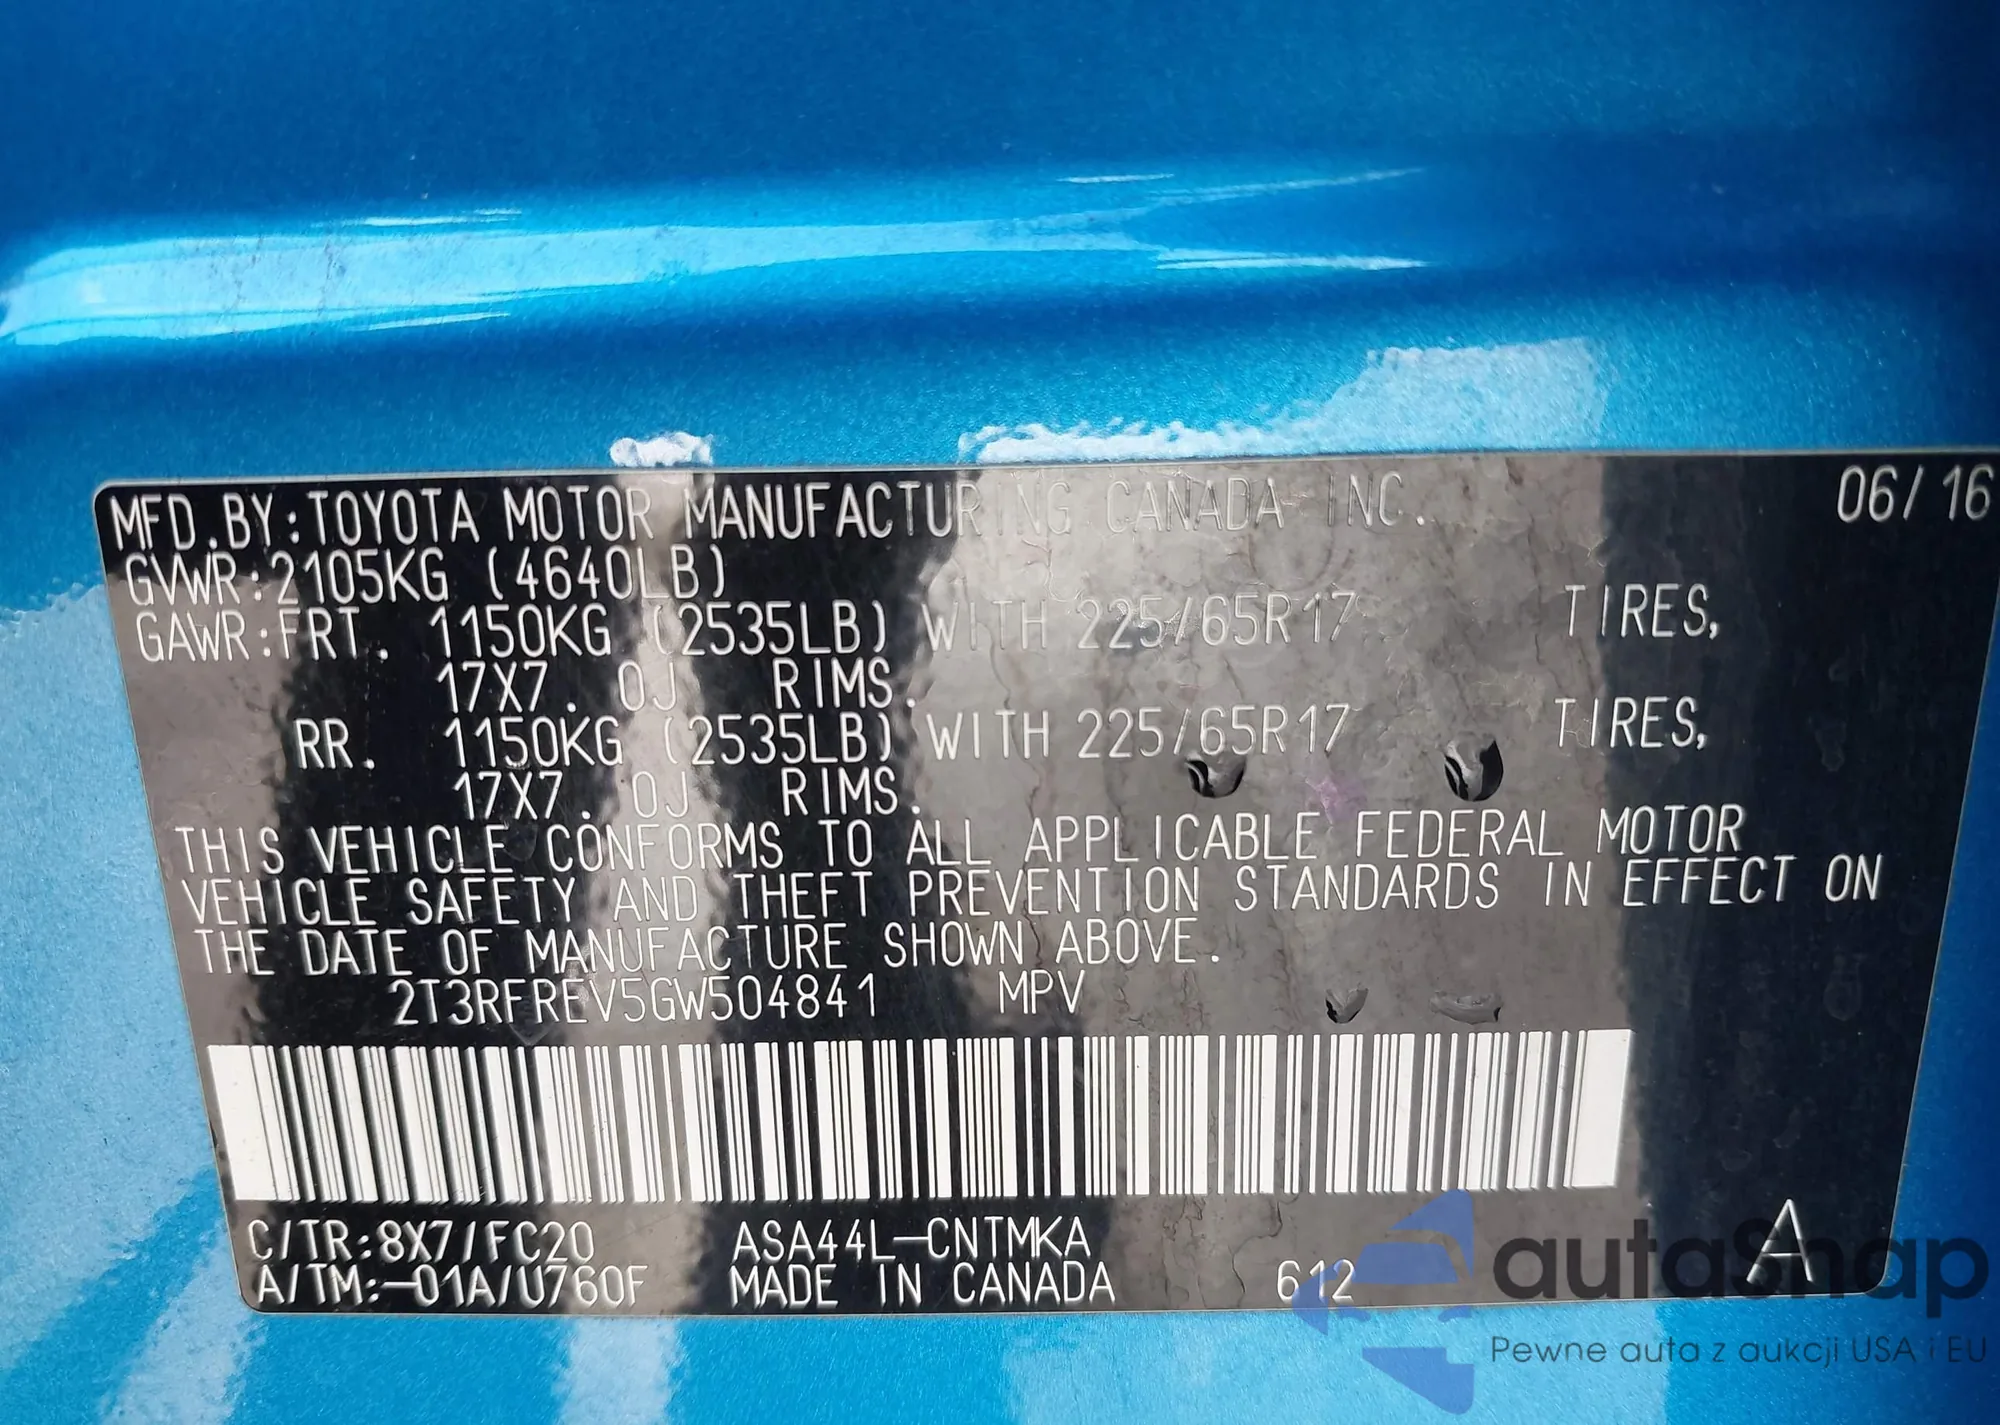 MFD.BY:TOYOTA MOTOR MANUFACTURING CANADA INC. 06/16
GVWR:2105KG (4640LB)
GAWR:FRT. 1150KG (2535LB) WITH 225/65R17 TIRES,
17X7.0J RIMS.
RR. 1150KG (2535LB) WITH 225/65R17 TIRES,
17X7.0J RIMS.
THIS VEHICLE CONFORMS TO ALL APPLICABLE FEDERAL MOTOR
VEHICLE SAFETY AND THEFT PREVENTION STANDARDS IN EFFECT ON
THE DATE OF MANUFACTURE SHOWN ABOVE.
2T3RFREV5GW504841 MPV
C/TR:8X7/FC20 ASA44L-CNTMKA A
A/TM:-01A/U760F MADE IN CANADA 612
autaSnap
Pewne auta z aukcji USA i EU